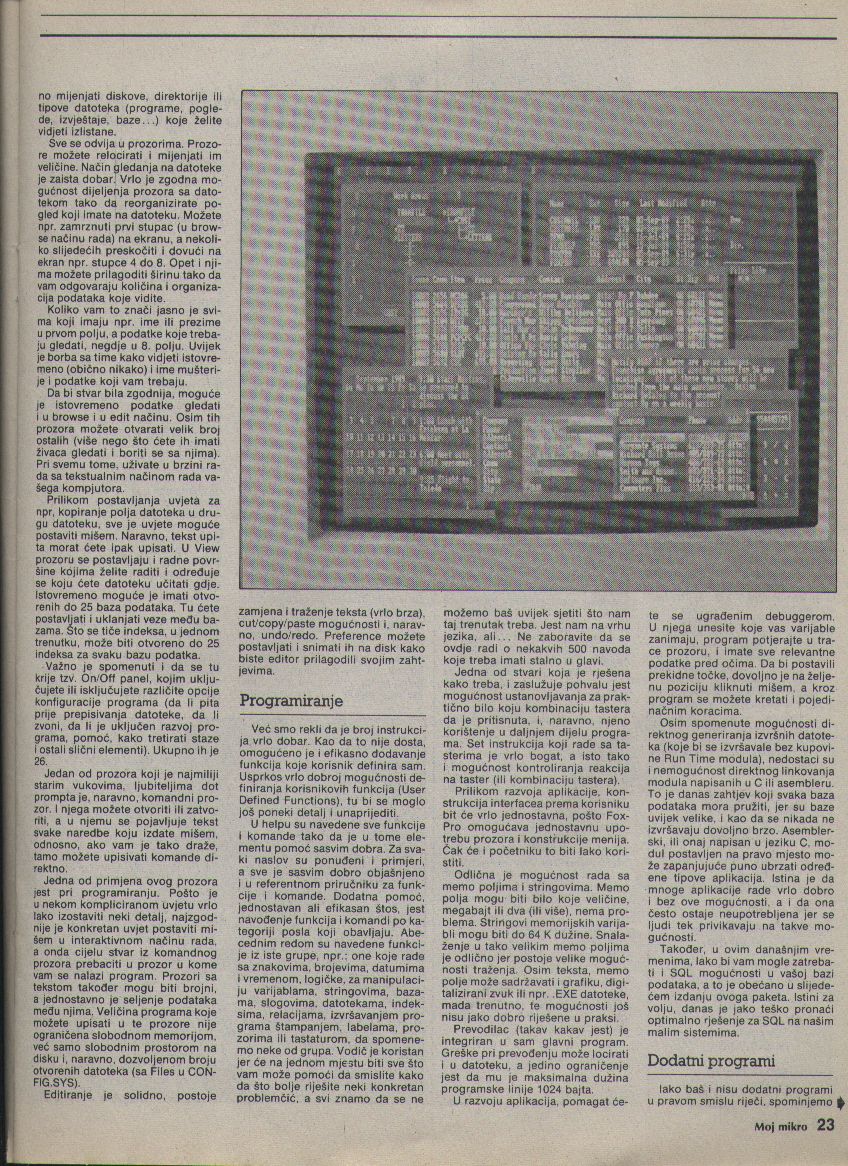 no mijenjati diskove, direktorije ili
tipove datoteka (programe, pogle-
de, izvještaje, baze...) koje želite
vidjeti izlistane.
Sve se odvija u prozorima. Prozo-
re možete relocirati i mijenjati im
veličine. Način gledanja na datoteke
je zaista dobar. Vrlo je zgodna mo-
gućnost dijeljenja prozora sa dato-
tekom tako da reorganizirate po-
gled koji imate na datoteku. Možete
npr. zamrznuti prvi stupac (u brow-
se načinu rada) na ekranu, a nekoli-
ko slijedećih preskočiti i dovući na
ekran npr. stupce 4 do 8. Opet i nji-
ma možete prilagoditi širinu tako da
vam odgovaraju količina i organiza-
cija podataka koje vidite.
Koliko vam to znači jasno je svi-
ma koji imaju npr. ime ili prezime
u prvom polju, a podatke koje treba-
ju gledati, negdje u 8. polju. Uvijek
je borba sa time kako vidjeti istovre-
meno (obično nikako) i ime mušteri-
je i podatke koji vam trebaju.
Da bi stvar bila zgodnija, moguće
je istovremeno podatke gledati
i u browse i u edit načinu. Osim tih
prozora možete otvarati velik broj
ostalih (više nego što ćete ih imati
živaca gledati i boriti se sa njima).
Pri svemu tome, uživate u brzini ra-
da sa tekstualnim načinom rada va-
šega kompjutora.
Prilikom postavljanja uvjeta za
npr, kopiranje polja datoteka u dru-
gu datoteku, sve je uvjete moguće
postaviti mišem. Naravno, tekst upi-
ta morat ćete ipak upisati. U View
prozoru se postavljaju i radne povr-
šine kojima želite raditi i određuje
se koju ćete datoteku učitati gdje.
Istovremeno moguće je imati otvo-
renih do 25 baza podataka. Tu ćete
postavljati i uklanjati veze među ba-
zama. Što se tiče indeksa, u jednom
trenutku, može biti otvoreno do 25
indeksa za svaku bazu podatka.
Važno je spomenuti i da se tu
krije tzv. On/Off panel, kojim uklju-
čujete ili isključujete različite opcije
konfiguracije programa (da li pita
prije prepisivanja datoteke, da li
zvoni, da li je uključen razvoj pro-
grama, pomoć, kako tretirati staze
i ostali slični elementi). Ukupno ih je
26.
Jedan od prozora koji je najmiliji
starim vukovima, ljubiteljima dot
prompta je, naravno, komandni pro-
zor. I njega možete otvoriti ili zatvo-
riti, a u njemu se pojavljuje tekst
svake naredbe koju izdate mišem,
odnosno, ako vam je tako draže,
tamo možete upisivati komande di-
rektno.
Jedna od primjena ovog prozora
jest pri programiranju. Pošto je
u nekom kompliciranom uvjetu vrlo
lako izostaviti neki detalj, najzgod-
nije je konkretan uvjet postaviti mi-
šem u interaktivnom načinu rada,
a onda cijelu stvar iz komandnog
prozora prebaciti u prozor u kome
vam se nalazi program. Prozori sa
tekstom također mogu biti brojni,
a jednostavno je seljenje podataka
među njima. Veličina programa koje
možete upisati u te prozore nije
ograničena slobodnom memorijom,
već samo slobodnim prostorom na
disku i, naravno, dozvoljenom broju
otvorenih datoteka (sa Files u CON-
FIG.SYS).
Editiranje je solidno, postoje
zamjena i traženje teksta (vrlo brza),
cut/copy/paste mogućnosti i, narav-
no, undo/redo. Preference možete
postavljati i snimati ih na disk kako
biste editor prilagodili svojim zaht-
jevima.
Programiranje
Već smo rekli da je broj instrukci-
ja vrlo dobar. Kao da to nije dosta,
omogućeno je i efikasno dodavanje
funkcija koje korisnik definira sam.
Usprkos vrlo dobroj mogućnosti de-
finiranja korisnikovih funkcija (User
Defined Functions), tu bi se moglo
još poneki detalj i unaprijediti.
U helpu su navedene sve funkcije
i komande tako da je u tome ele-
mentu pomoć sasvim dobra. Za sva-
ki naslov su ponuđeni i primjeri,
a sve je sasvim dobro objašnjeno
i u referentnom priručniku za funk-
cije i komande. Dodatna pomoć,
jednostavan ali efikasan štos, jest
navođenje funkcija i komandi po ka-
tegoriji posla koji obavljaju. Abe-
cednim redom su navedene funkci-
je iz iste grupe, npr.: one koje rade
sa znakovima, brojevima, datumima
i vremenom, logičke, za manipulaci-
ju varijablama, stringovima, baza-
ma, slogovima, datotekama, indek-
sima, relacijama, izvršavanjem pro-
grama štampanjem, labelama, pro-
zorima ili tastaturom, da spomene-
mo neke od grupa. Vodič je koristan
jer će na jednom mjestu biti sve što
vam može pomoći da smislite kako
da što bolje riješite neki konkretan
problemčić, a svi znamo da se ne
možemo baš uvijek sjetiti što nam
taj trenutak treba. Jest nam na vrhu
jezika, ali... Ne zaboravite da se
ovdje radi o nekakvih 500 navoda
koje treba imati stalno u glavi.
Jedna od stvari koja je rješena
kako treba, i zaslužuje pohvalu jest
mogućnost ustanovljavanja za prak-
tično bilo koju kombinaciju tastera
da je pritisnuta, i, naravno, njeno
korištenje u daljnjem dijelu progra-
ma. Set instrukcija koji rade sa ta-
sterima je vrlo bogat, a isto tako
i mogućnost kontroliranja reakcija
na taster (ili kombinaciju tastera).
Prilikom razvoja aplikacije, kon-
strukcija interfacea prema korisniku
bit će vrlo jednostavna, pošto Fox-
Pro omogućava jednostavnu upo-
trebu prozora i konstrukcije menija.
Čak će i početniku to biti lako kori-
stiti.
Odlična je mogućnost rada sa
memo poljima i stringovima. Memo
polja mogu biti bilo koje veličine,
megabajt ili dva (ili više), nema pro-
blema. Stringovi memorijskih varija-
bli mogu biti do 64 K dužine. Snala-
ženje u tako velikim memo poljima
je odlično jer postoje velike moguć-
nosti traženja. Osim teksta, memo
polje može sadržavati i grafiku, digi-
talizirani zvuk ili npr. .EXE datoteke,
mada trenutno, te mogućnosti još
nisu jako dobro riješene u praksi.
Prevodilac (takav kakav jest) je
integriran u sam glavni program.
Greške pri prevođenju može locirati
i u datoteku, a jedino ograničenje
jest da mu je maksimalna dužina
programske linije 1024 bajta.
U razvoju aplikacija, pomagat će-
te se ugrađenim debuggerom.
U njega unesite koje vas varijable
zanimaju, program potjerajte u tra-
ce prozoru, i imate sve relevantne
podatke pred očima. Da bi postavili
prekidne točke, dovoljno je na želje-
nu poziciju kliknuti mišem, a kroz
program se možete kretati i pojedi-
načnim koracima.
Osim spomenute mogućnosti di-
rektnog generiranja izvršnih datote-
ka (koje bi se izvršavale bez kupovi-
ne Run Time modula), nedostaci su
i nemogućnost direktnog linkovanja
modula napisanih u C ili asembleru.
To je danas zahtjev koji svaka baza
podataka mora pružiti, jer su baze
uvijek velike, i kao da se nikada ne
izvršavaju dovoljno brzo. Asembler-
ski, ili onaj napisan u jeziku C, mo-
dul postavljen na pravo mjesto mo-
že zapanjujuće puno ubrzati određ-
ene tipove aplikacija. Istina je da
mnoge aplikacije rade vrlo dobro
i bez ove mogućnosti, a i da ona
često ostaje neupotrebljena jer se
ljudi tek privikavaju na takve mo-
gućnosti.
Također, u ovim današnjim vre-
menima, lako bi vam mogle zatreba-
ti i SQL mogućnosti u vašoj bazi
podataka, a to je obećano u slijede-
ćem izdanju ovoga paketa. Istini za
volju, danas je jako teško pronaći
optimalno rješenje za SQL na našim
malim sistemima.
Dodatni programi
Iako baš i nisu dodatni programi
u pravom smislu riječi, spominjemo
Moj mikro 23